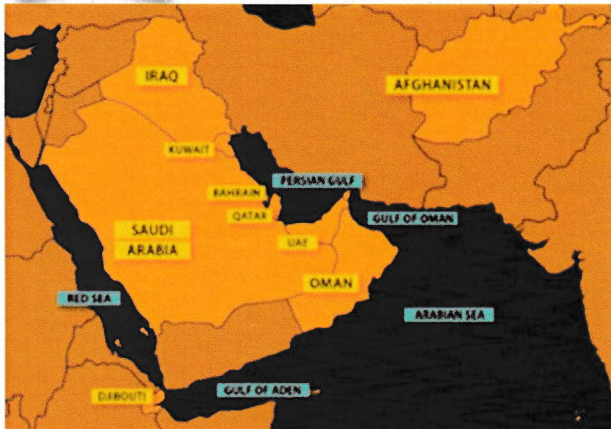 IRAQ
AFGHANISTAN
KUWAIT
PERSIAN GULF
BAHRAIN
QATAR
GULF OF OMAN
SAUDI
ARABIA
UAE
OMAN
RED SEA
ARABIAN SEA
GULF OF ADEN
DJIBOUTI